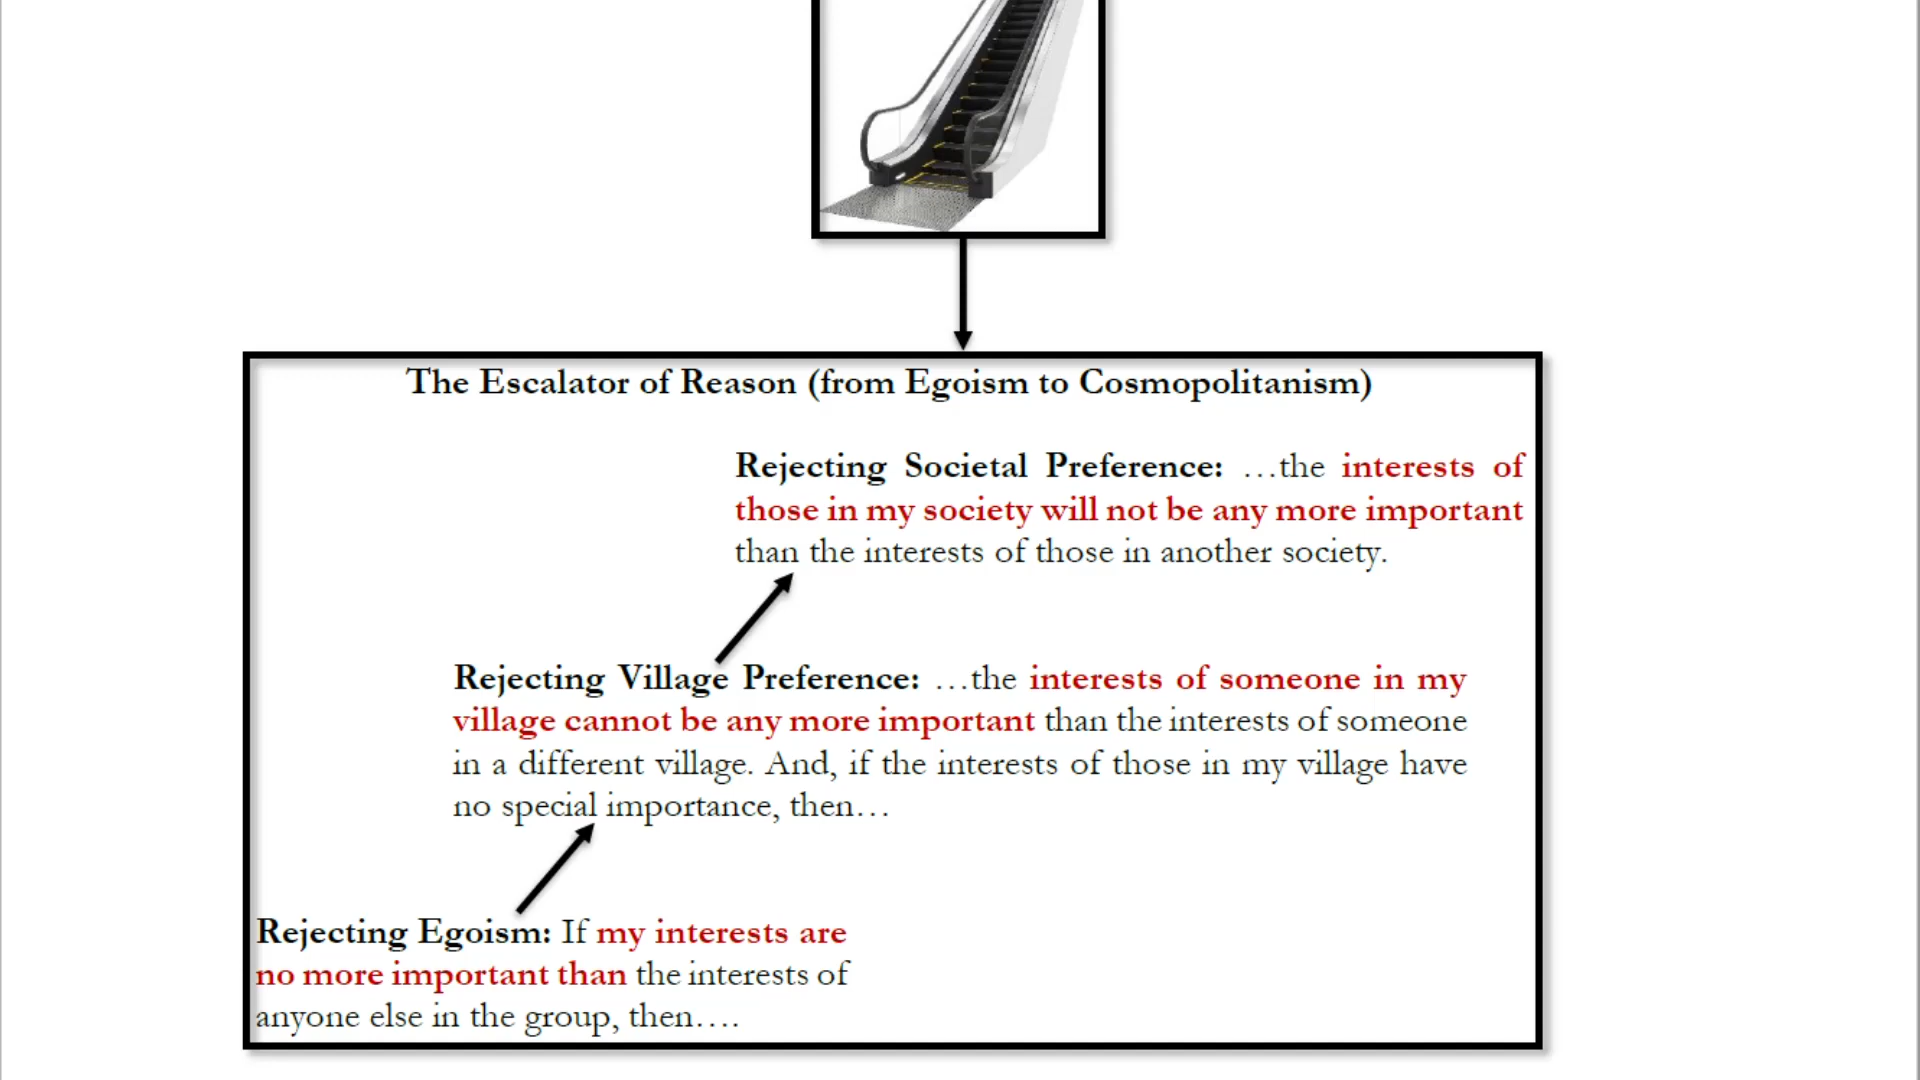 The Escalator of Reason (from Egoism to Cosmopolitanism)
Rejecting Societal Preference: …the interests of
those in my society will not be any more important
than the interests of those in another society.
Rejecting Village Preference: …the interests of someone in my
village cannot be any more important than the interests of someone
in a different village. And, if the interests of those in my village have
no special importance, then…
Rejecting Egoism: If my interests are
no more important than the interests of
anyone else in the group, then….